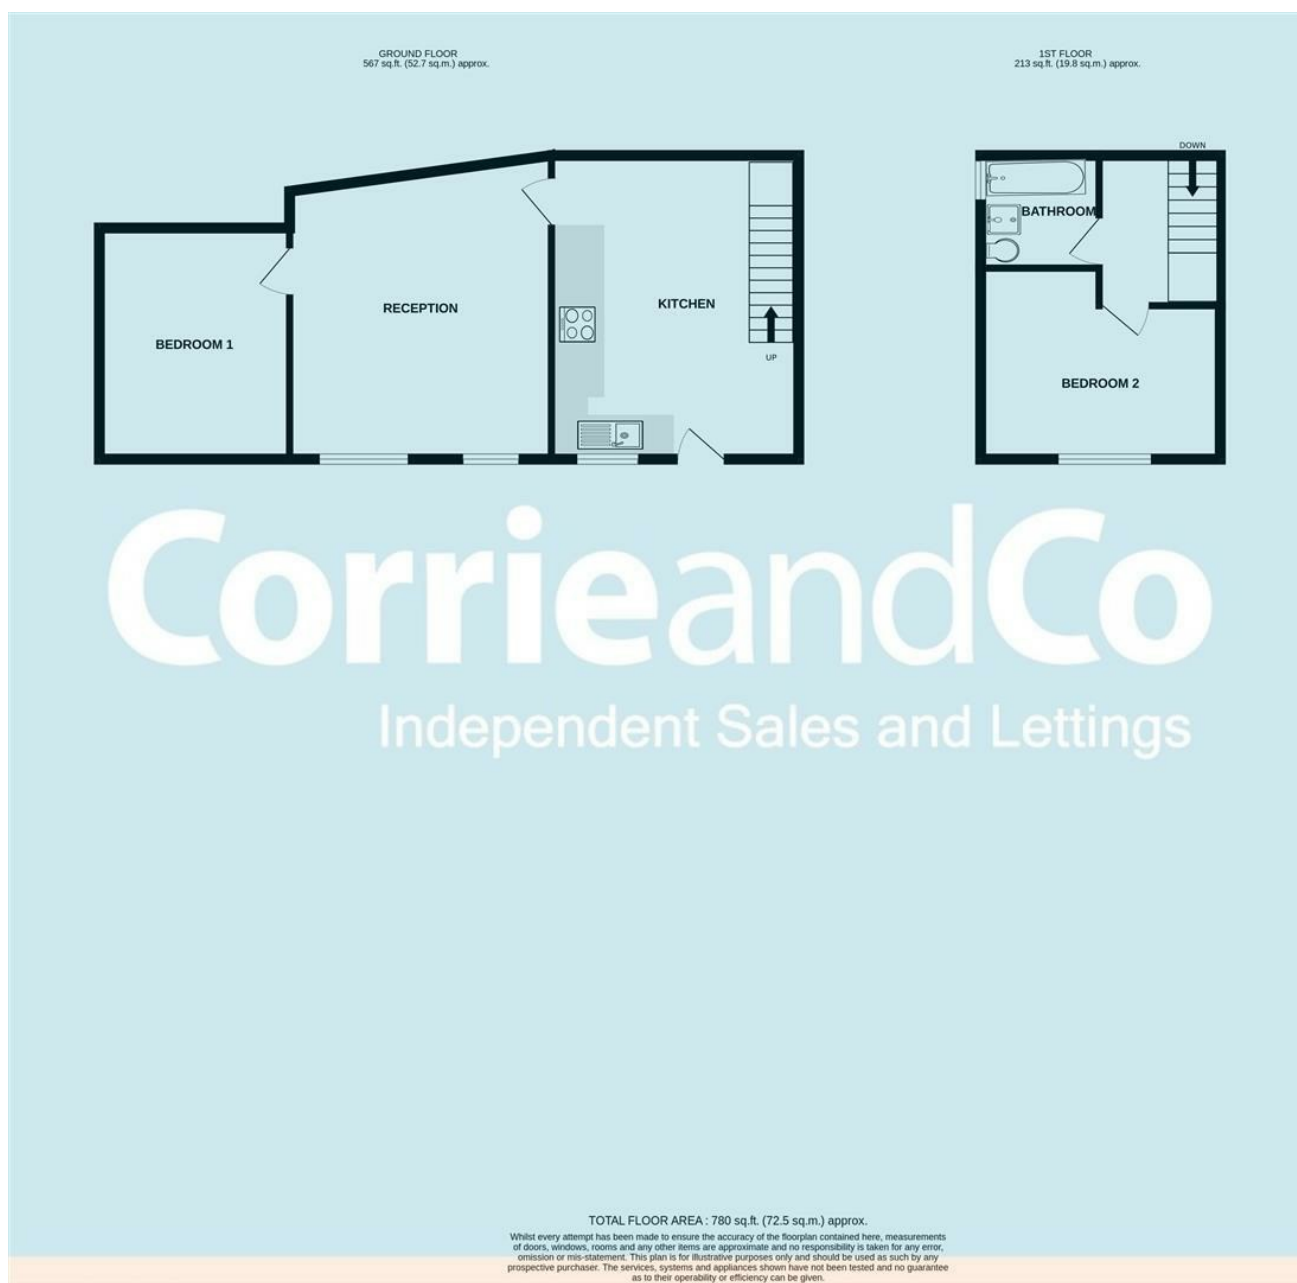 GROUND FLOOR
567 sq.ft. (52.7 sq.m.) approx.
1ST FLOOR
213 sq.ft. (19.8 sq.m.) approx.
DOWN
BATHROOM
KITCHEN
RECEPTION
BEDROOM 1
UP
BEDROOM 2
CorrieandCo
Independent Sales and Lettings
TOTAL FLOOR AREA : 780 sq.ft. (72.5 sq.m.) approx.
Whilst every attempt has been made to ensure the accuracy of the floorplan contained here, measurements
of doors, windows, rooms and any other items are approximate and no responsibility is taken for any error,
omission or mis-statement. This plan is for illustrative purposes only and should be used as such by any
prospective purchaser. The services, systems and appliances shown have not been tested and no guarantee
as to their operability or efficiency can be given.